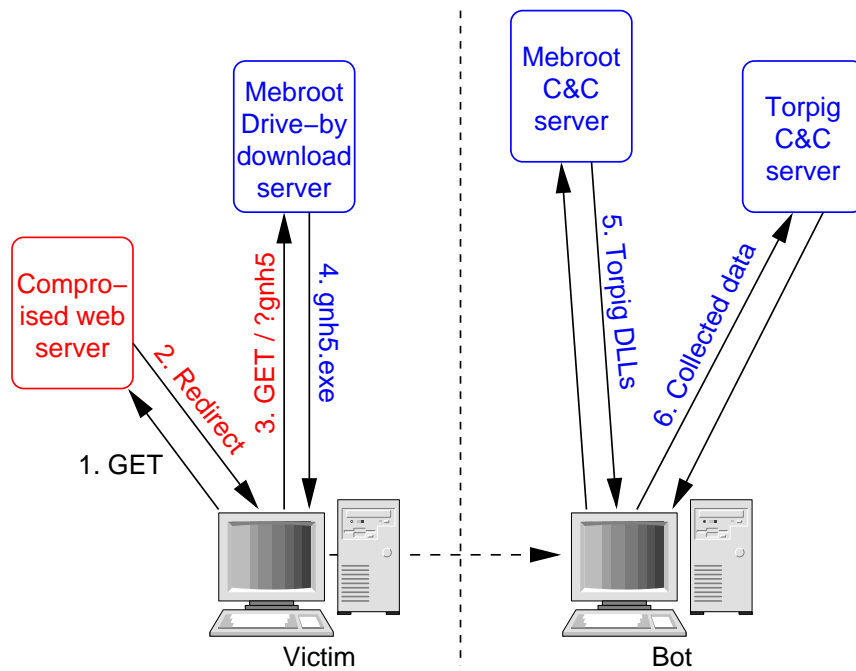 Mebroot
Drive−by
download
server
Mebroot
C&C
server
Torpig
C&C
server
Compro−
ised web
server
1. GET
2. Redirect
3. GET / ?gnh5
4. gnh5.exe
5. Torpig DLLs
6. Collected data
Victim
Bot